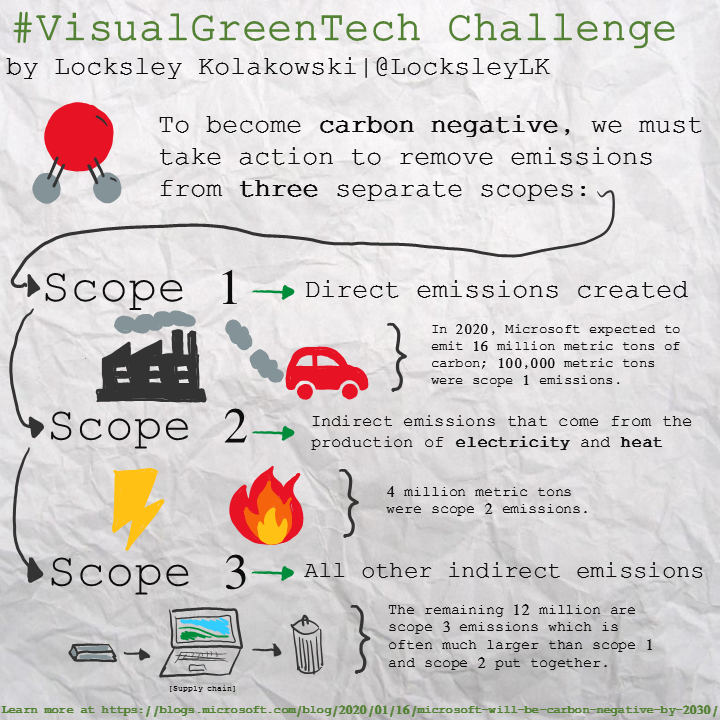 #VisualGreenTech Challenge
by Locksley Kolakowski|@LocksleyLK
To become carbon negative, we must
take action to remove emissions
from three separate scopes:
Scope 1 Direct emissions created
In 2020, Microsoft expected to
emit 16 million metric tons of
carbon; 100,000 metric tons
were scope 1 emissions.
Scope 2 Indirect emissions that come from the
production of electricity and heat
4 million metric tons
were scope 2 emissions.
Scope 3 All other indirect emissions
The remaining 12 million are
scope 3 emissions which is
often much larger than scope 1
and scope 2 put together.
[Supply chain]
Learn more at https://blogs.microsoft.com/blog/2020/01/16/microsoft-will-be-carbon-negative-by-2030/